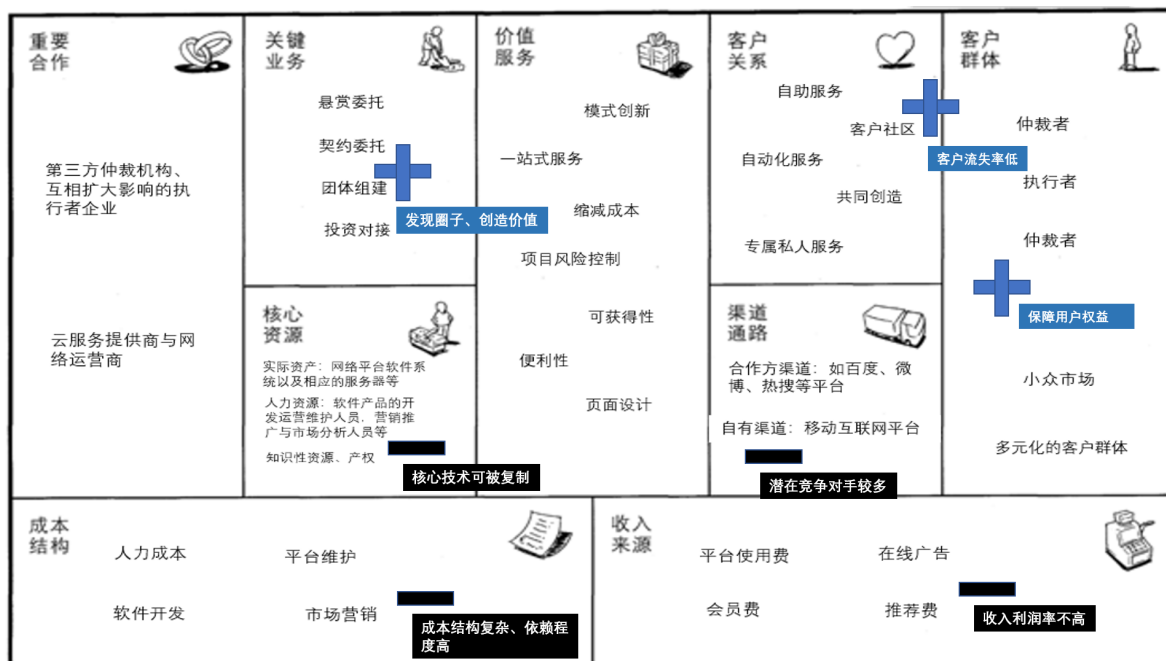 重要
合作
第三方仲裁机构、
互相扩大影响的执
行者企业
云服务提供商与网
络运营商
关键
业务
悬赏委托
契约委托
团体组建
发现圈子、创造价值
投资对接
核心
资源
实际资产：网络平台软件系
统以及相应的服务器等
人力资源：软件产品的开
发运营维护人员，营销推
广与市场分析人员等
知识性资源、产权
核心技术可被复制
价值
服务
模式创新
一站式服务
缩减成本
项目风险控制
可获得性
便利性
页面设计
客户
关系
自助服务
客户社区
客户流失率低
自动化服务
共同创造
专属私人服务
渠道
通路
合作方渠道：如百度、微
博、热搜等平台
自有渠道：移动互联网平台
潜在竞争对手较多
客户
群体
仲裁者
执行者
仲裁者
保障用户权益
小众市场
多元化的客户群体
成本
结构
人力成本
平台维护
软件开发
市场营销
成本结构复杂、依赖程
度高
收入
来源
平台使用费
在线广告
会员费
推荐费
收入利润率不高